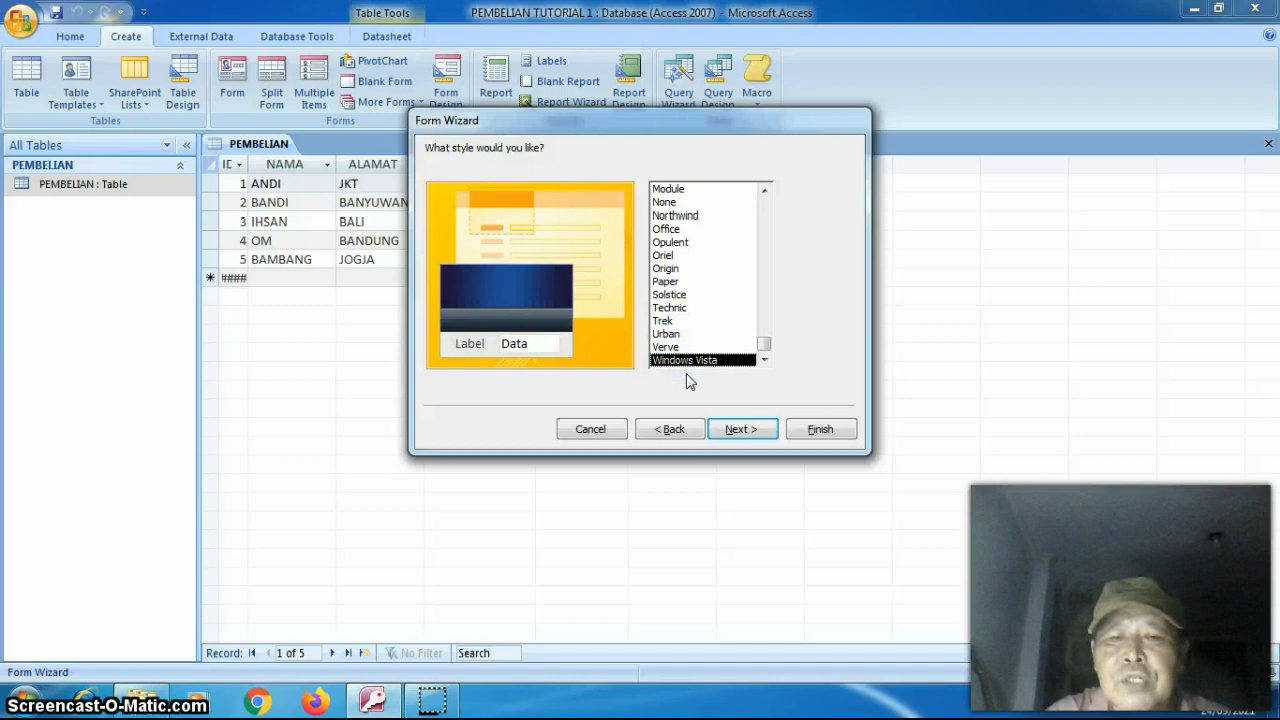 Table Tools
PEMBELIAN TUTORIAL 1 : Database (Access 2007) - Microsoft Access
Home Create External Data Database Tools Datasheet
Table
Table Templates
SharePoint Lists
Table Design
Tables
Form
Split Form
Multiple Items
PivotChart
Blank Form
More Forms
Form
Forms
Report
Labels
Blank Report
Report Wizard
Report
Query Wizard
Query
Macro
All Tables
PEMBELIAN
PEMBELIAN : Table
PEMBELIAN
NAMA ALAMAT
1 ANDI JKT
2 BANDI BANYUWAN
3 IHSAN BALI
4 OM BANDUNG
5 BAMBANG JOGJA
####
Form Wizard
What style would you like?
Label Data
Module
None
Northwind
Office
Opulent
Oriel
Origin
Paper
Solstice
Technic
Trek
Urban
Verve
Windows Vista
Cancel < Back Next > Finish
Record: 1 of 5 No Filter Search
Form Wizard
Screencast-O-Matic.com